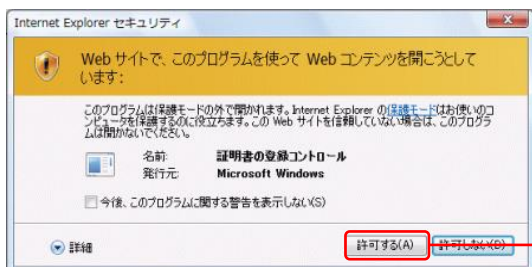 Internet Explorer セキュリティ
Web サイトで、このプログラムを使って Web コンテンツを開こうとして
います:
このプログラムは保護モードの外で開かれます。Internet Explorer の保護モードはお使いのコ
ンピュータを保護するのに役立ちます。この Web サイトを信頼していない場合は、このプログラ
ムは開かないでください。
名前: 証明書の登録コントロール
発行元: Microsoft Windows
今後、このプログラムに関する警告を表示しない(S)
詳細
許可する(A) 許可しない(D)